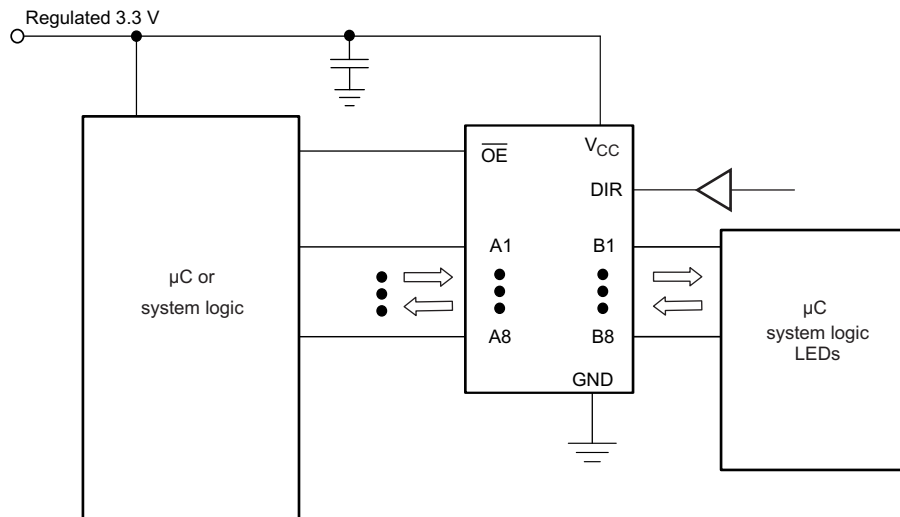 Regulated 3.3 V
OE
VCC
DIR
µC or
system logic
A1
B1
A8
B8
GND
µC
system logic
LEDs